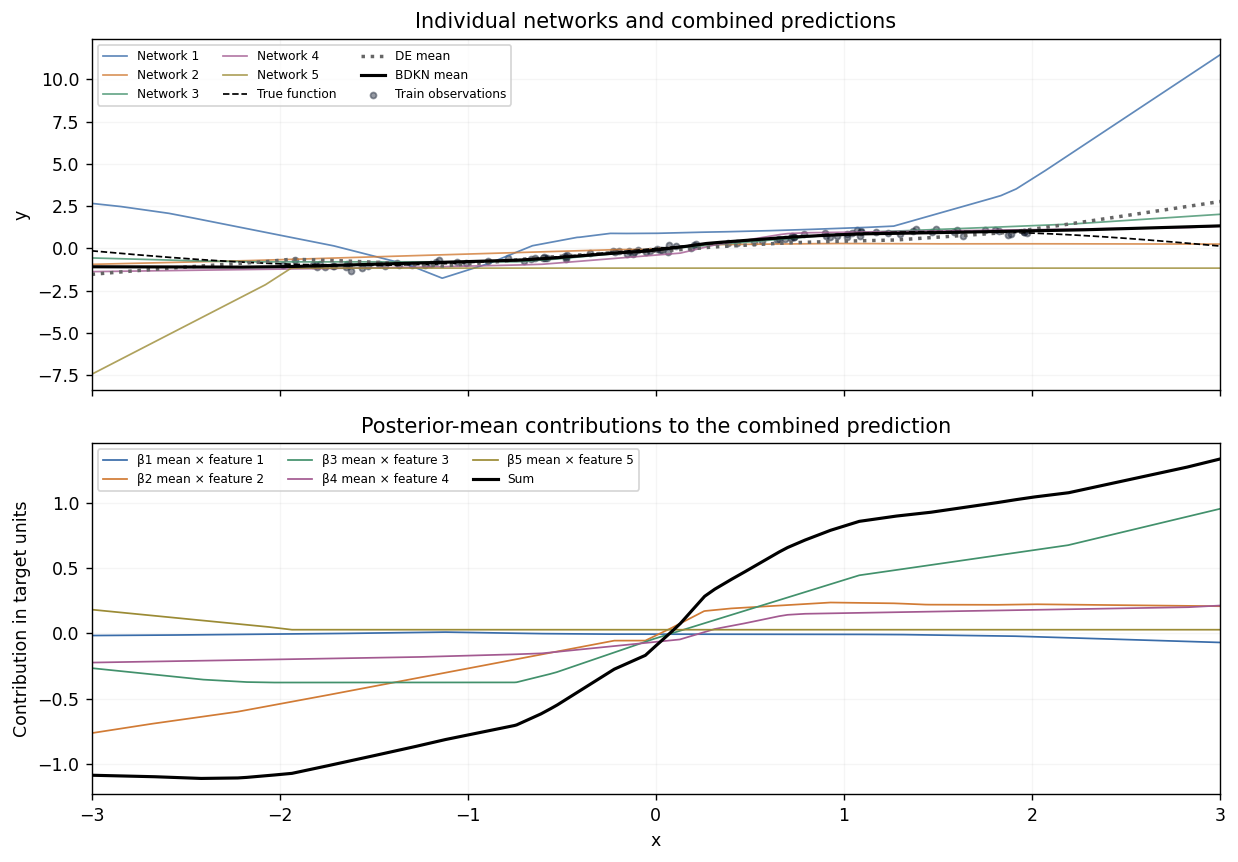 Individual networks and combined predictions
Network 1 Network 4 DE mean
Network 2 Network 5 BDKN mean
Network 3 True function Train observations
10.0
7.5
5.0
2.5
0.0
−2.5
−5.0
−7.5
y
Posterior-mean contributions to the combined prediction
β1 mean × feature 1 β3 mean × feature 3 β5 mean × feature 5
β2 mean × feature 2 β4 mean × feature 4 Sum
1.0
0.5
0.0
−0.5
−1.0
Contribution in target units
−3 −2 −1 0 1 2 3
x